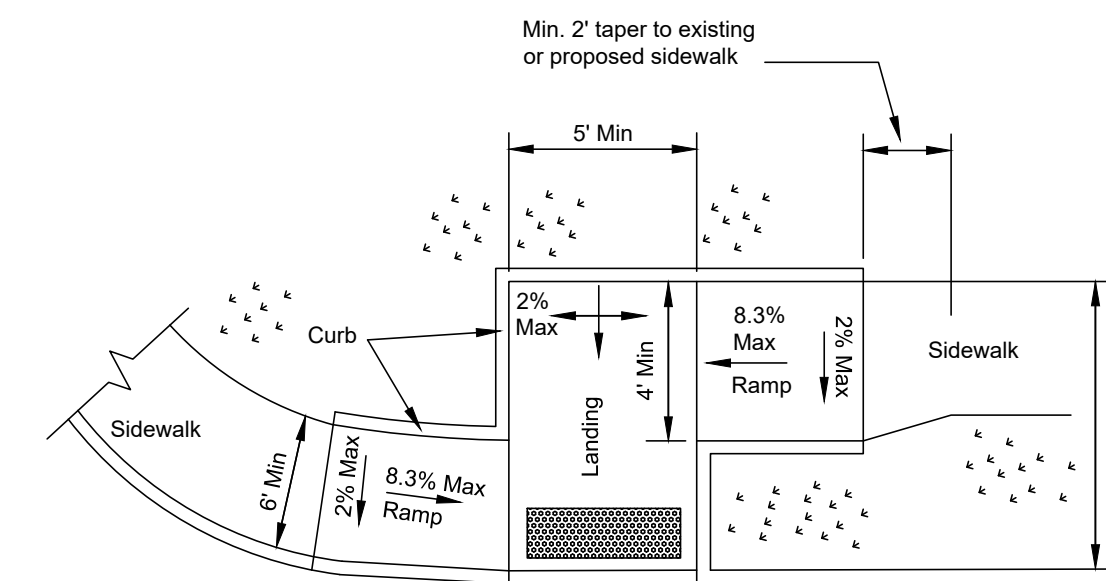 Min. 2' taper to existing
or proposed sidewalk
5' Min
2%
Max
8.3%
Max
Ramp
2% Max
4' Min
Landing
Sidewalk
Curb
Sidewalk
6' Min
2% Max
8.3% Max
Ramp